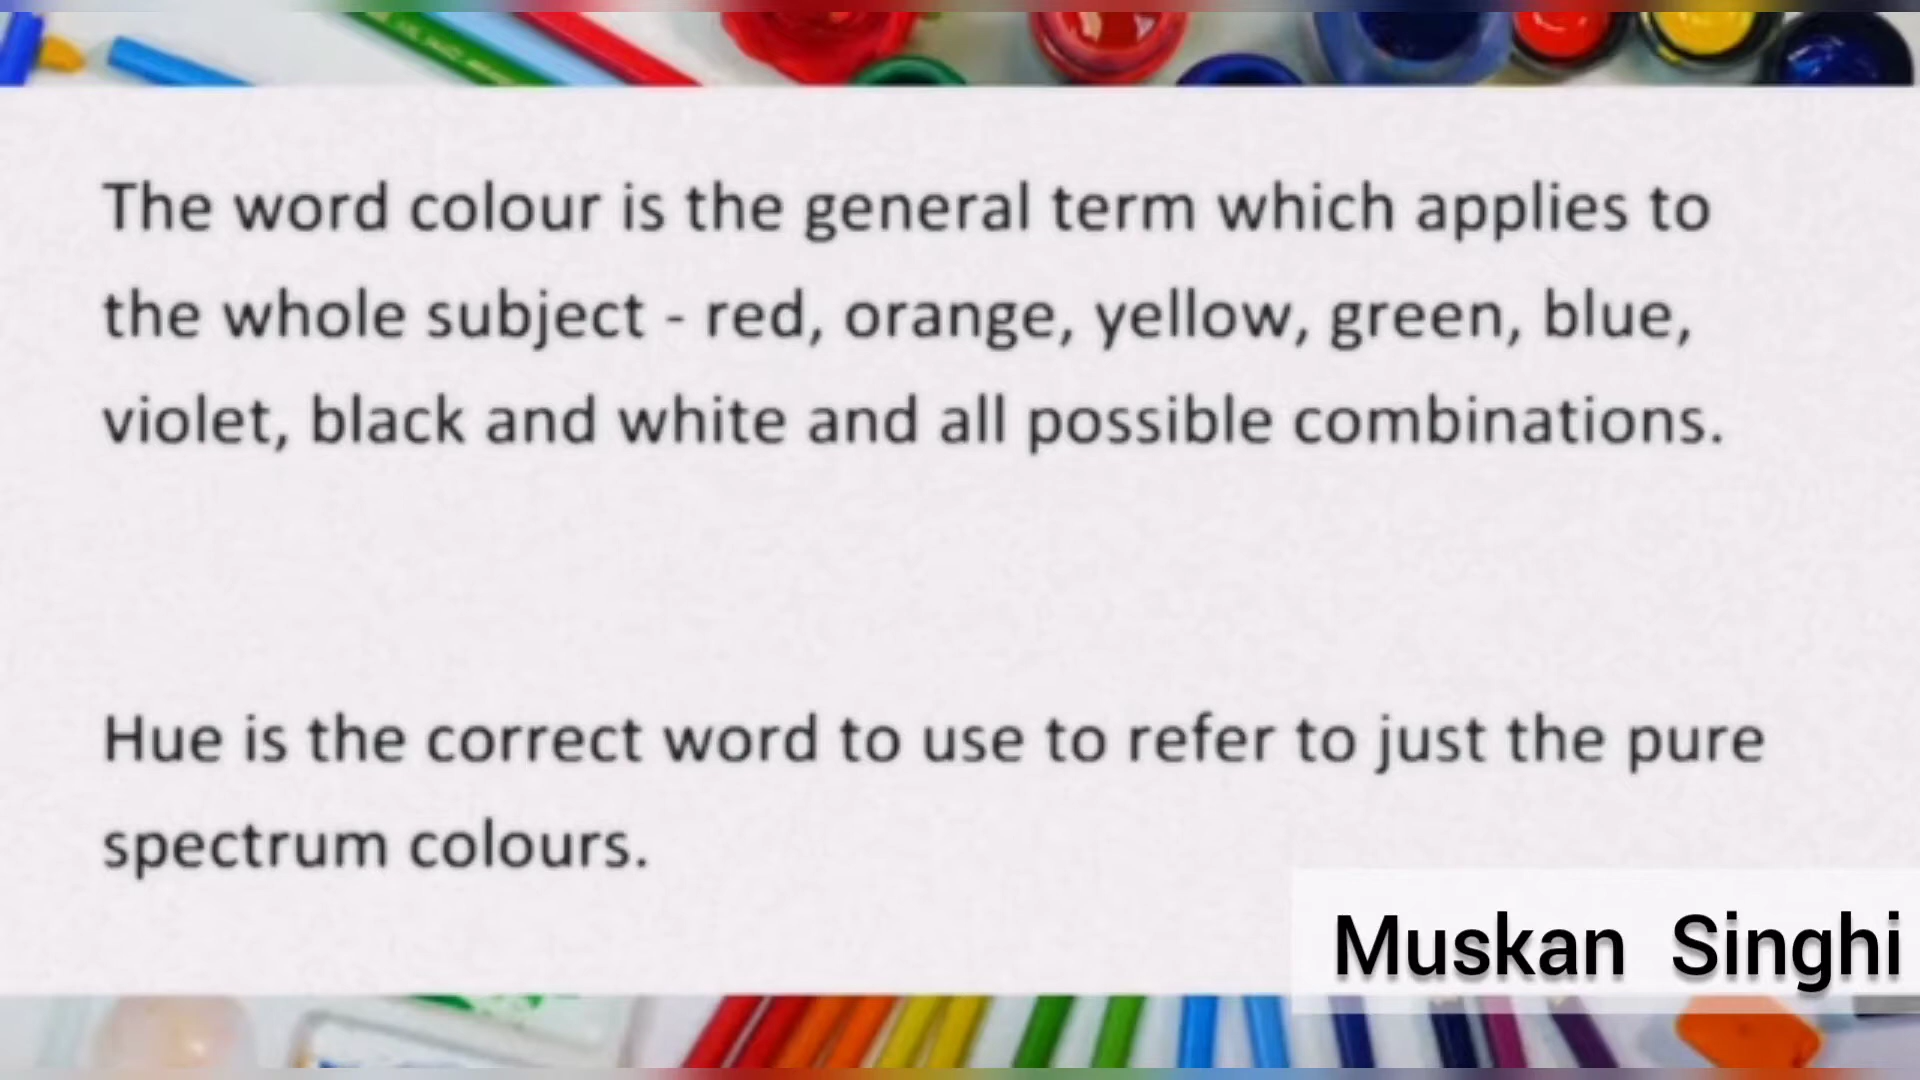 The word colour is the general term which applies to
the whole subject - red, orange, yellow, green, blue,
violet, black and white and all possible combinations.
Hue is the correct word to use to refer to just the pure
spectrum colours.
Muskan Singhi